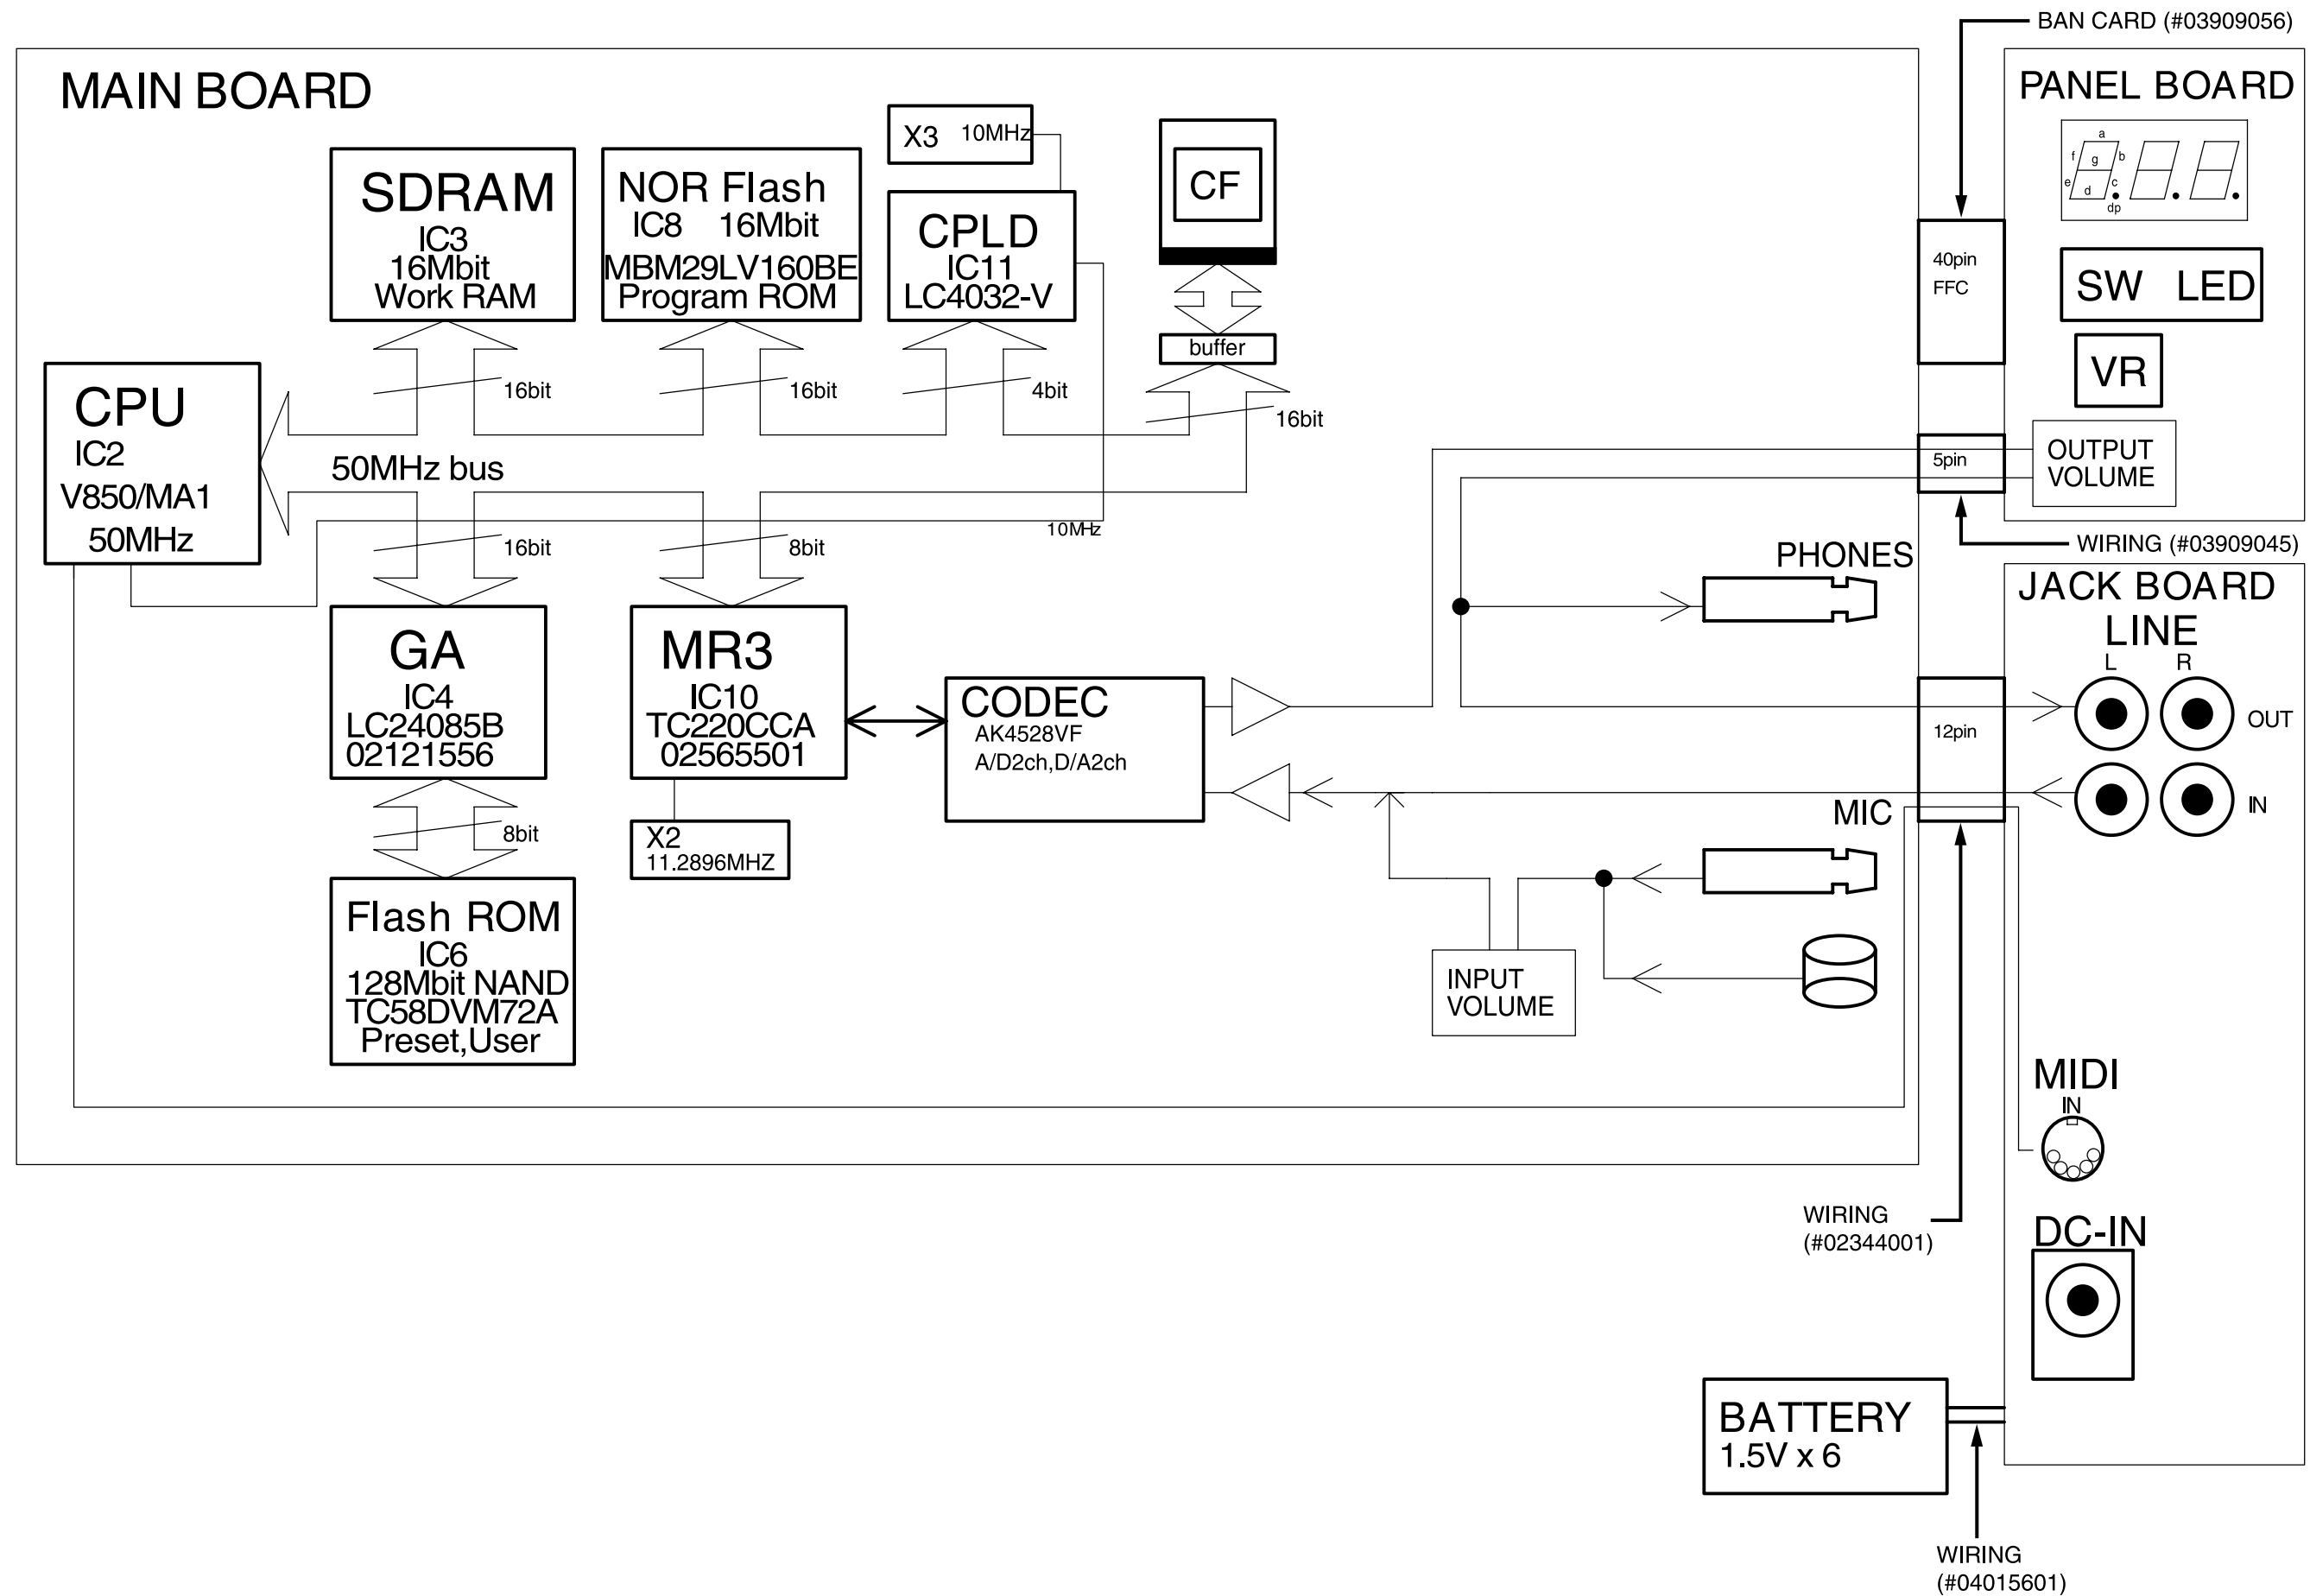 BAN CARD (#03909056)
MAIN BOARD
PANEL BOARD
a
f
g
b
e
d
c
dp
X3 10MHz
SDRAM
IC3
16Mbit
Work RAM
NOR Flash
IC8 16Mbit
MBM29LV160BE
Program ROM
CPLD
IC11
LC4032-V
CF
buffer
40pin
FFC
SW LED
VR
CPU
IC2
V850/MA1
50MHz
16bit
16bit
4bit
16bit
50MHz bus
5pin
OUTPUT
VOLUME
10MHz
16bit
8bit
WIRING (#03909045)
PHONES
JACK BOARD
LINE
L R
OUT
IN
GA
IC4
LC24085B
02121556
MR3
IC10
TC220CCA
02565501
CODEC
AK4528VF
A/D2ch,D/A2ch
12pin
8bit
X2
11.2896MHZ
MIC
Flash ROM
IC6
128Mbit NAND
TC58DVM72A
Preset,User
INPUT
VOLUME
MIDI
IN
WIRING
(#02344001)
DC-IN
BATTERY
1.5V x 6
WIRING
(#04015601)